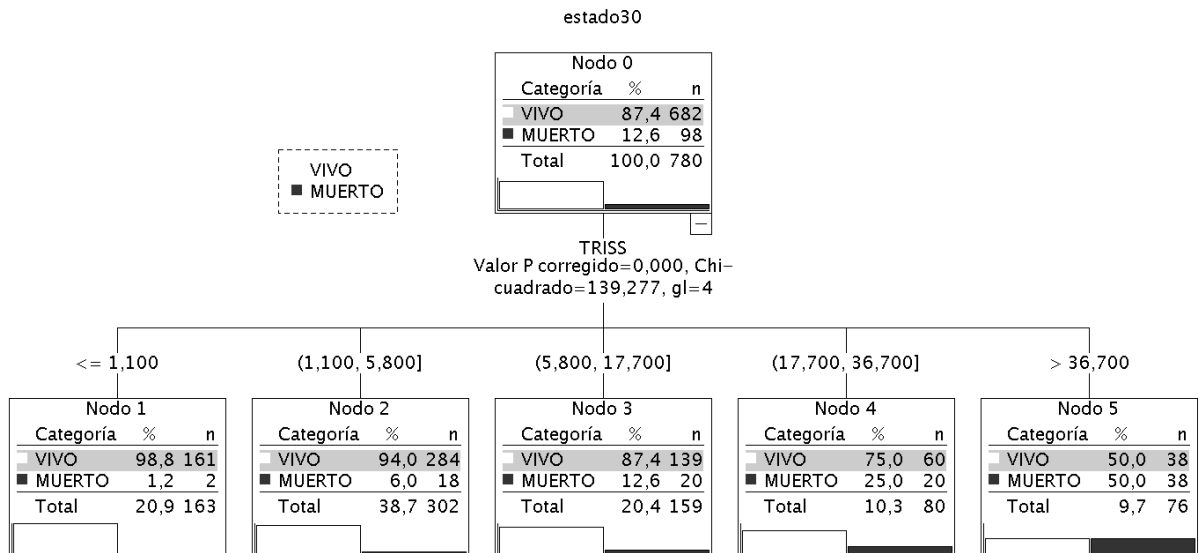 estado30
Nodo 0
Categoría % n
VIVO 87,4 682
MUERTO 12,6 98
Total 100,0 780
VIVO
MUERTO
TRISS
Valor P corregido=0,000, Chi-
cuadrado=139,277, gl=4
<= 1,100
(1,100, 5,800]
(5,800, 17,700]
(17,700, 36,700]
> 36,700
Nodo 1
Categoría % n
VIVO 98,8 161
MUERTO 1,2 2
Total 20,9 163
Nodo 2
Categoría % n
VIVO 94,0 284
MUERTO 6,0 18
Total 38,7 302
Nodo 3
Categoría % n
VIVO 87,4 139
MUERTO 12,6 20
Total 20,4 159
Nodo 4
Categoría % n
VIVO 75,0 60
MUERTO 25,0 20
Total 10,3 80
Nodo 5
Categoría % n
VIVO 50,0 38
MUERTO 50,0 38
Total 9,7 76